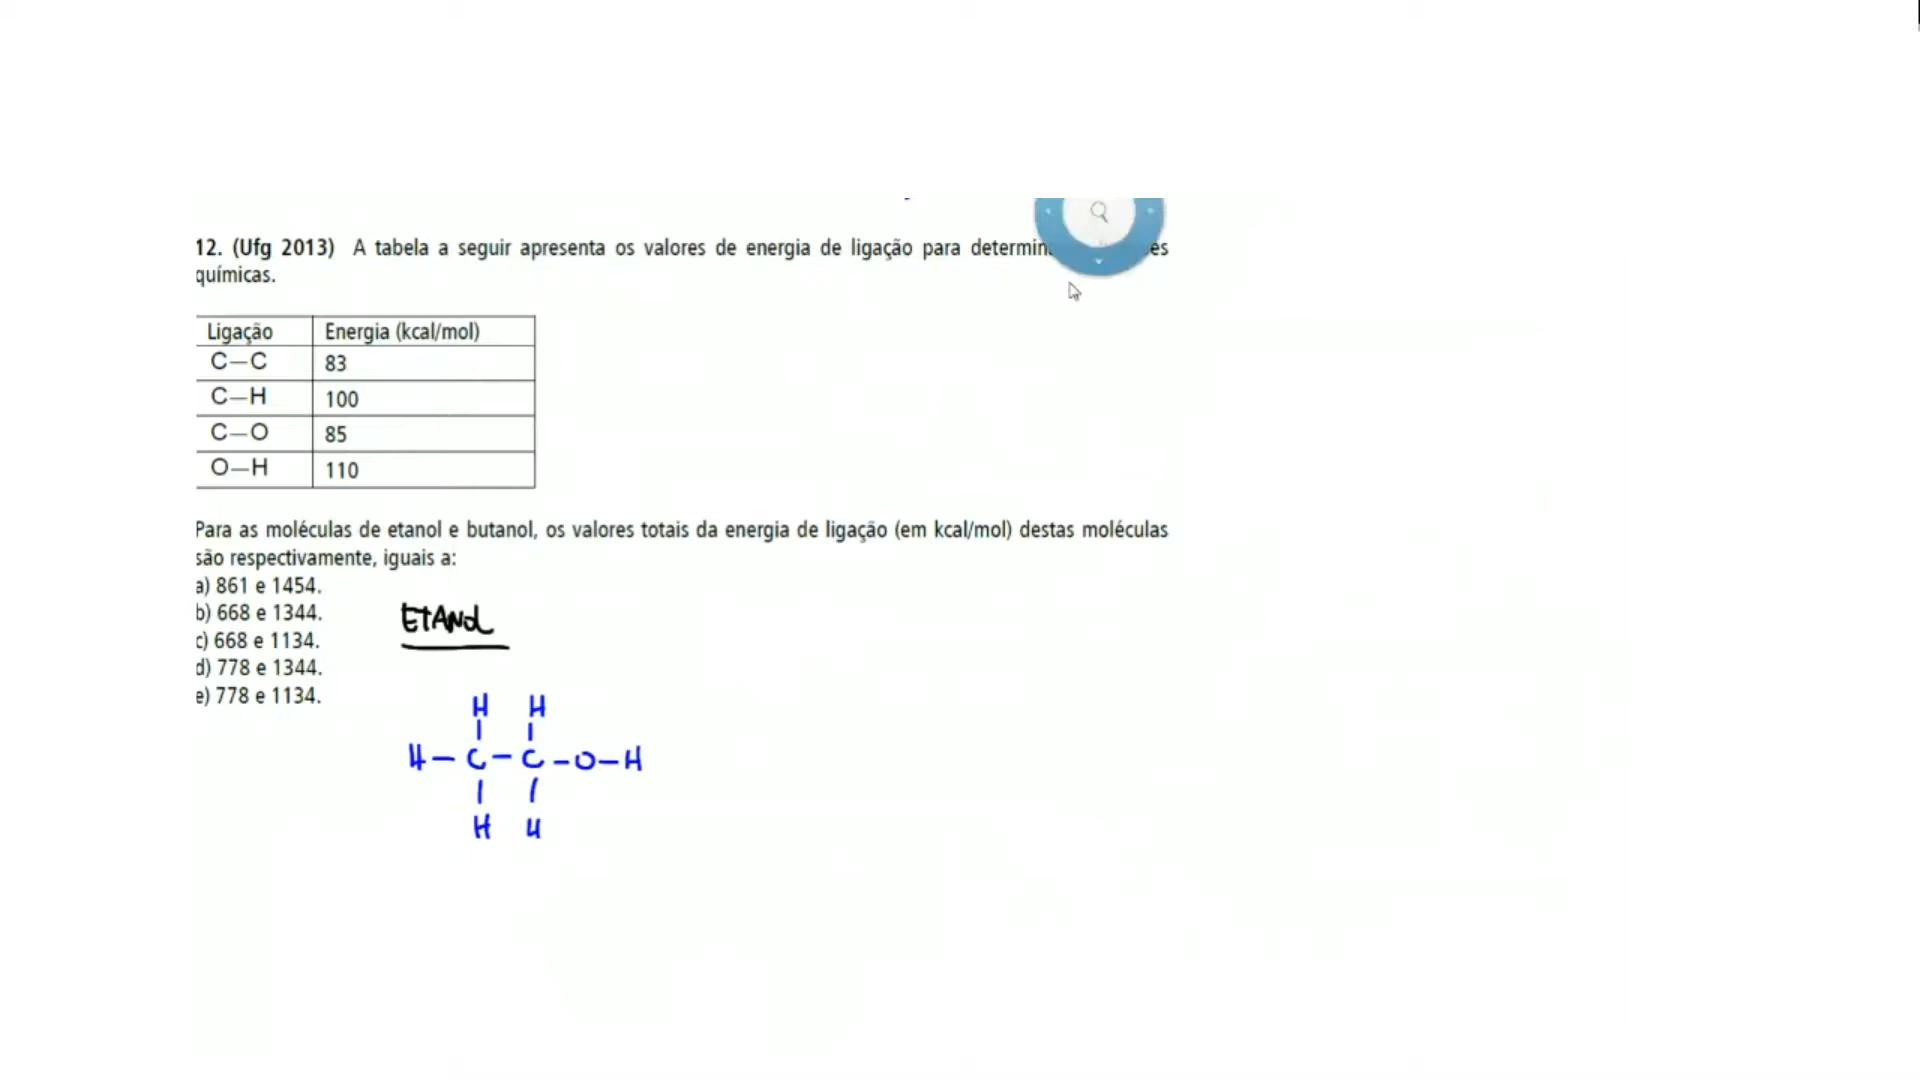 12. (Ufg 2013) A tabela a seguir apresenta os valores de energia de ligação para determin es
químicas.
Ligação Energia (kcal/mol)
C—C 83
C—H 100
C—O 85
O—H 110
Para as moléculas de etanol e butanol, os valores totais da energia de ligação (em kcal/mol) destas moléculas
são respectivamente, iguais a:
a) 861 e 1454.
b) 668 e 1344.
c) 668 e 1134.
d) 778 e 1344.
e) 778 e 1134.
ETANOL
H H
H — C — C — O — H
H H